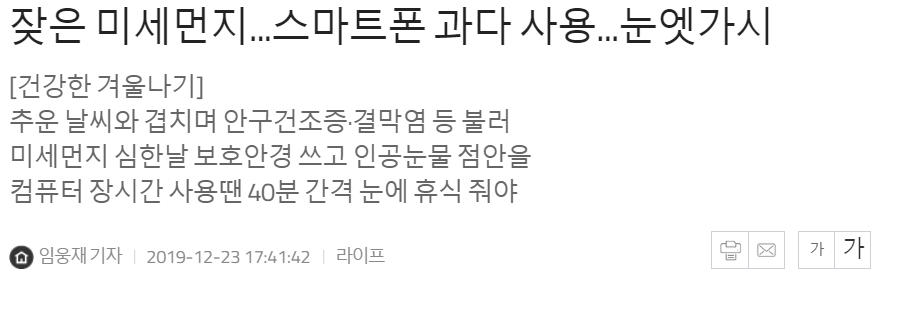 잦은 미세먼지...스마트폰 과다 사용...눈엣가시
[건강한 겨울나기]
추운 날씨와 겹치며 안구건조증·결막염 등 불러
미세먼지 심한날 보호안경 쓰고 인공눈물 점안을
컴퓨터 장시간 사용땐 40분 간격 눈에 휴식 줘야
임웅재 기자 2019-12-23 17:41:42 라이프 가 가